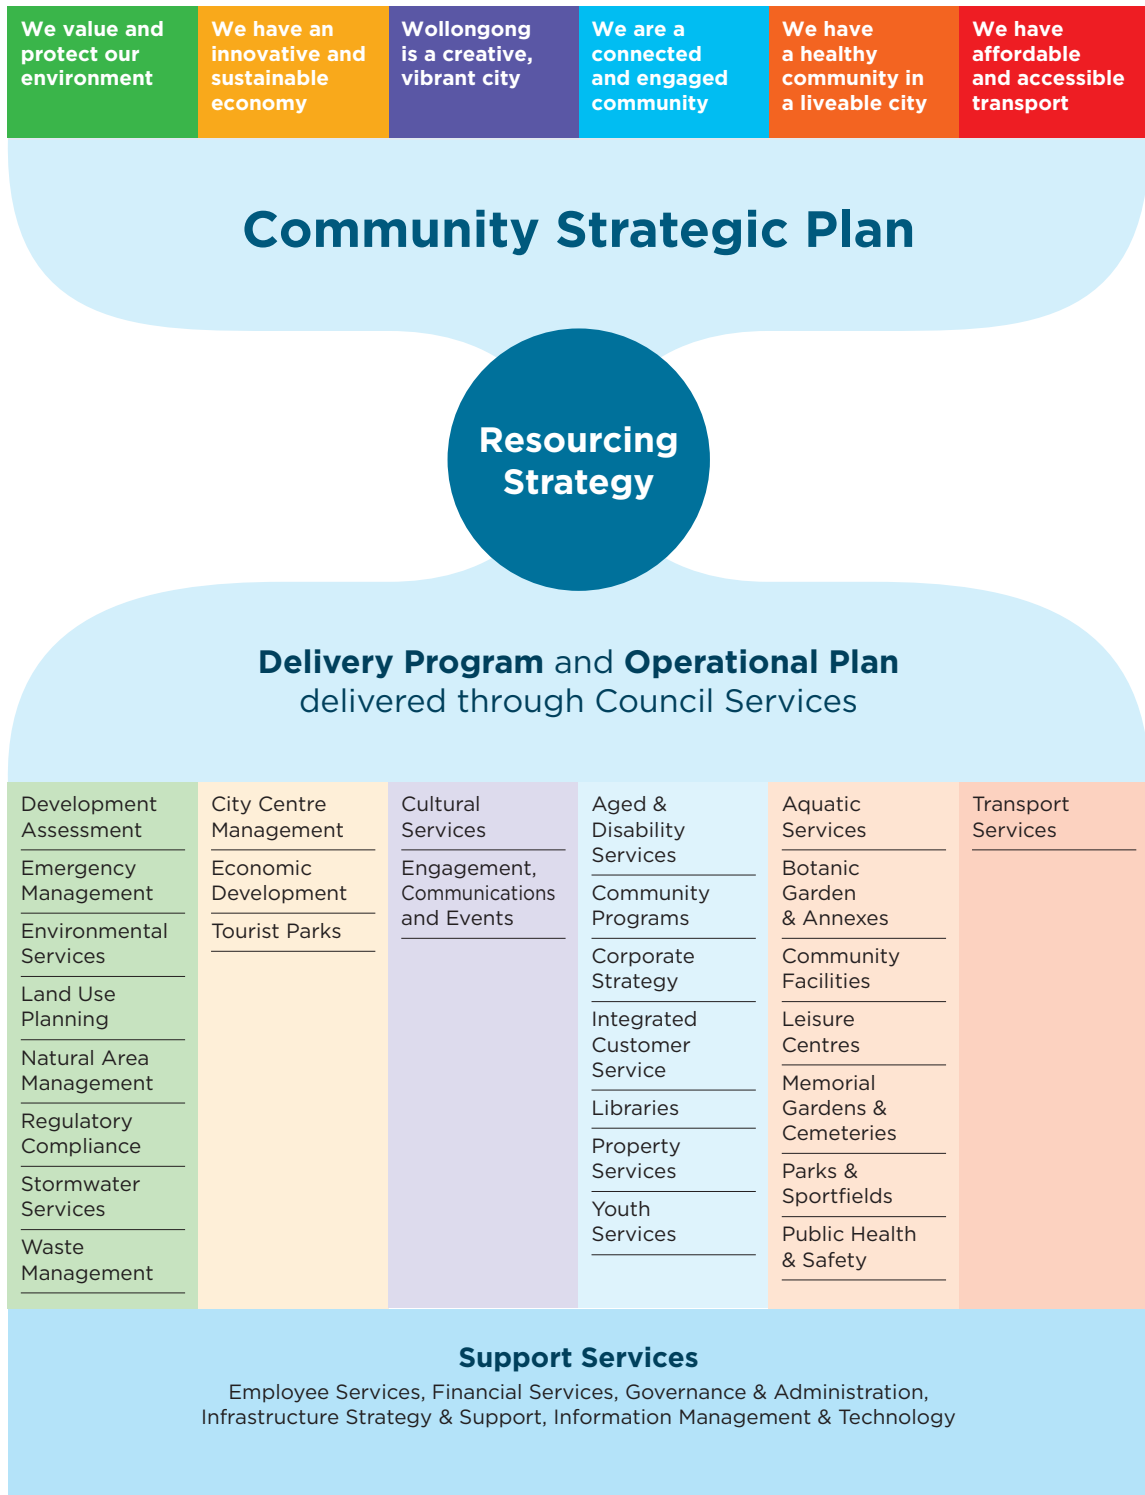 We value and
protect our
environment
We have an
innovative and
sustainable
economy
Wollongong
is a creative,
vibrant city
We are a
connected
and engaged
community
We have
a healthy
community in
a liveable city
We have
affordable
and accessible
transport
Community Strategic Plan
Resourcing
Strategy
Delivery Program and Operational Plan
delivered through Council Services
Development
Assessment
Emergency
Management
Environmental
Services
Land Use
Planning
Natural Area
Management
Regulatory
Compliance
Stormwater
Services
Waste
Management
City Centre
Management
Economic
Development
Tourist Parks
Cultural
Services
Engagement,
Communications
and Events
Aged &
Disability
Services
Community
Programs
Corporate
Strategy
Integrated
Customer
Service
Libraries
Property
Services
Youth
Services
Aquatic
Services
Botanic
Garden
& Annexes
Community
Facilities
Leisure
Centres
Memorial
Gardens &
Cemeteries
Parks &
Sportfields
Public Health
& Safety
Transport
Services
Support Services
Employee Services, Financial Services, Governance & Administration,
Infrastructure Strategy & Support, Information Management & Technology